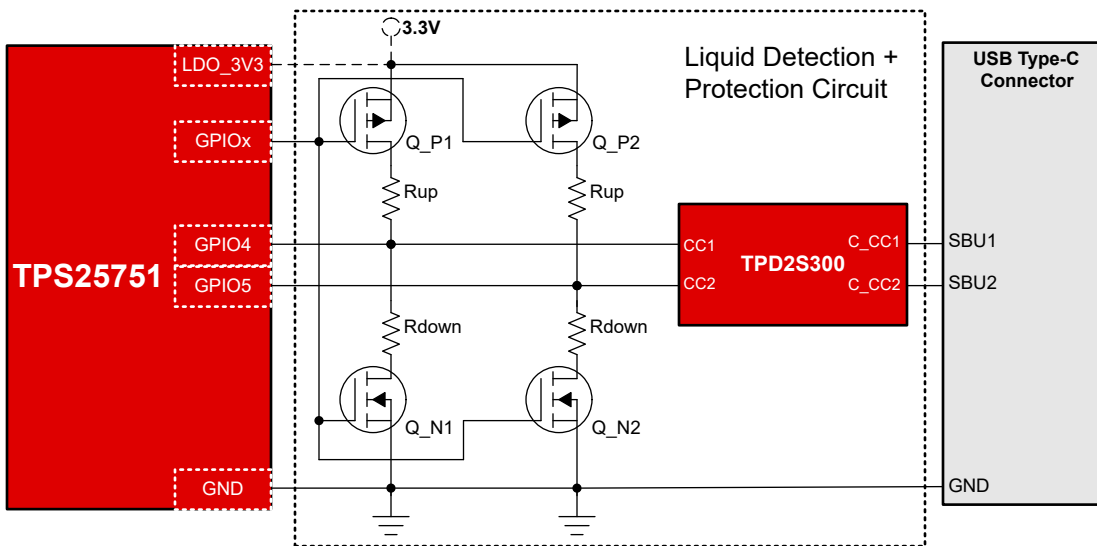 3.3V
LDO_3V3
Liquid Detection +
Protection Circuit
USB Type-C
Connector
GPIOx
Q_P1
Q_P2
Rup
Rup
GPIO4
CC1
C_CC1
SBU1
TPS25751
TPD2S300
GPIO5
CC2
C_CC2
SBU2
Rdown
Rdown
Q_N1
Q_N2
GND
GND